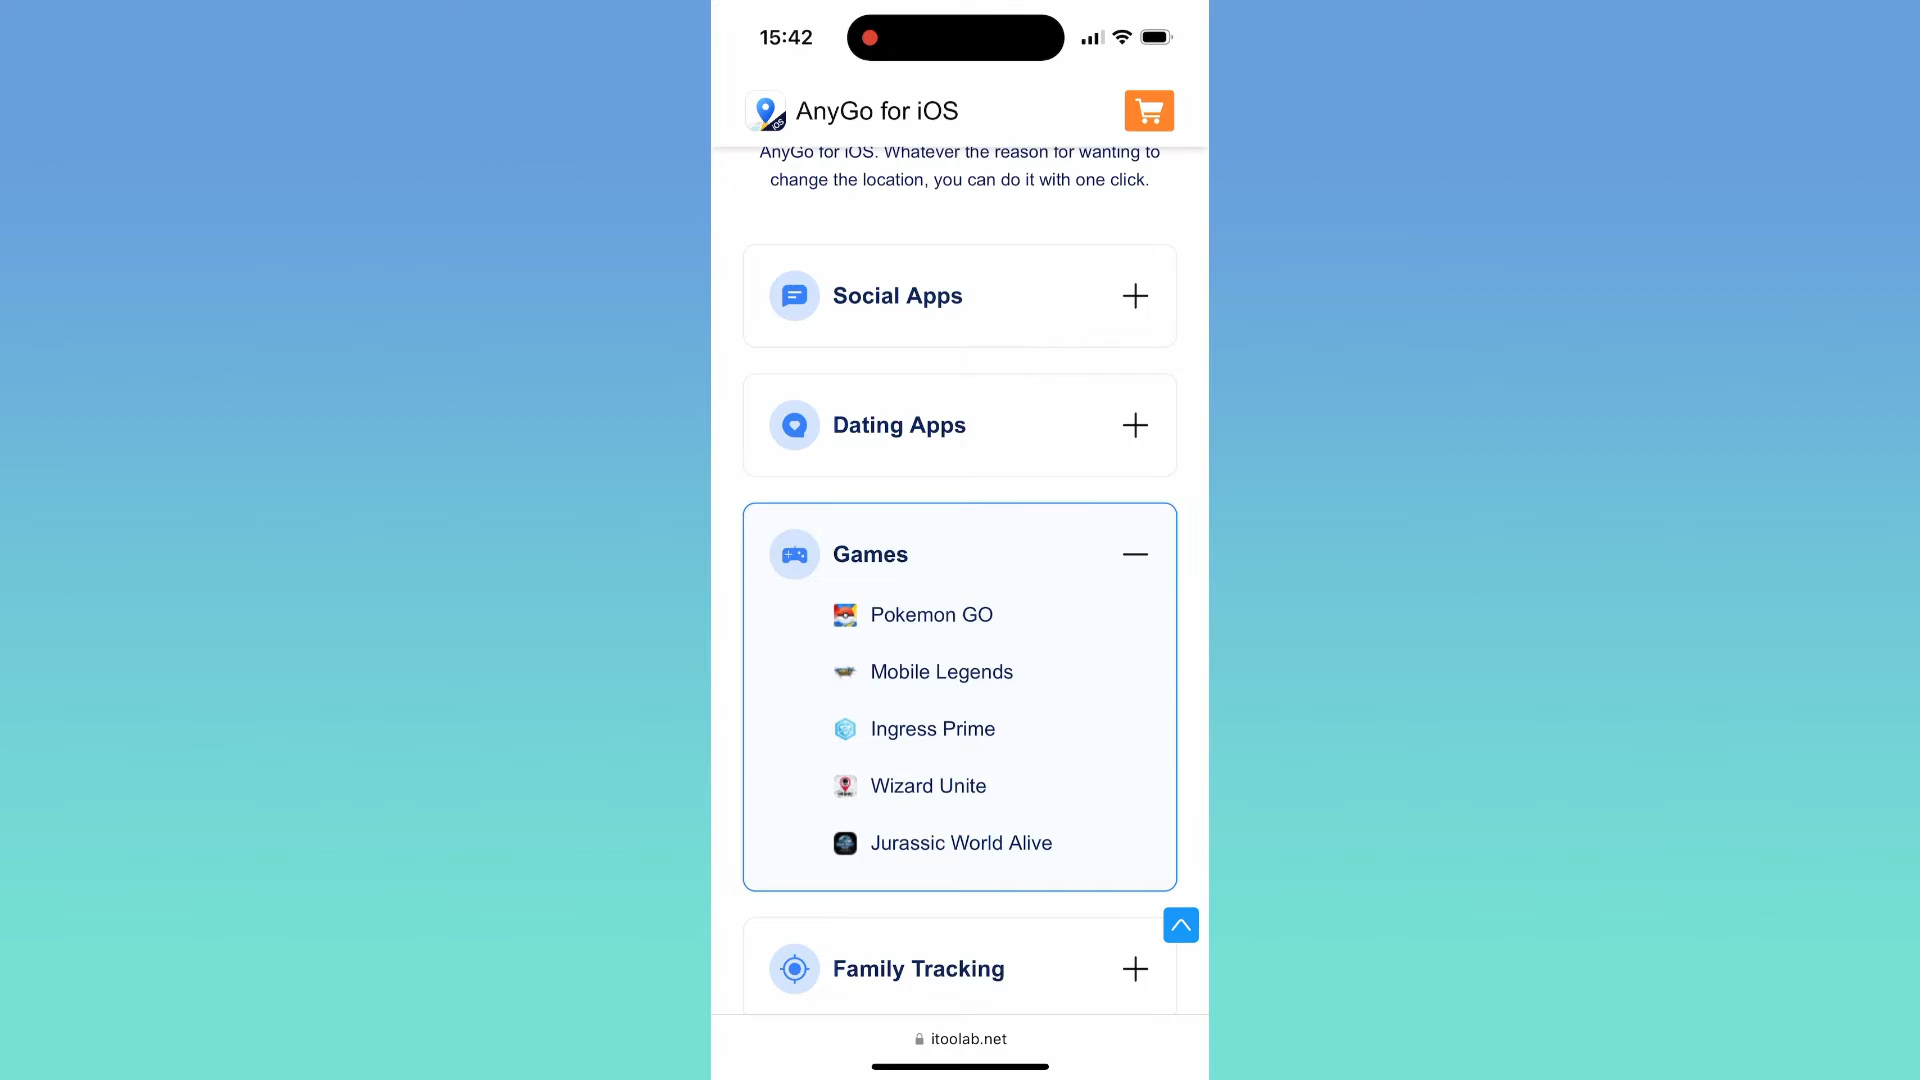 15:42
AnyGo for iOS
AnyGo for iOS. Whatever the reason for wanting to
change the location, you can do it with one click.
Social Apps
Dating Apps
Games
Pokemon GO
Mobile Legends
Ingress Prime
Wizard Unite
Jurassic World Alive
Family Tracking
itoolab.net